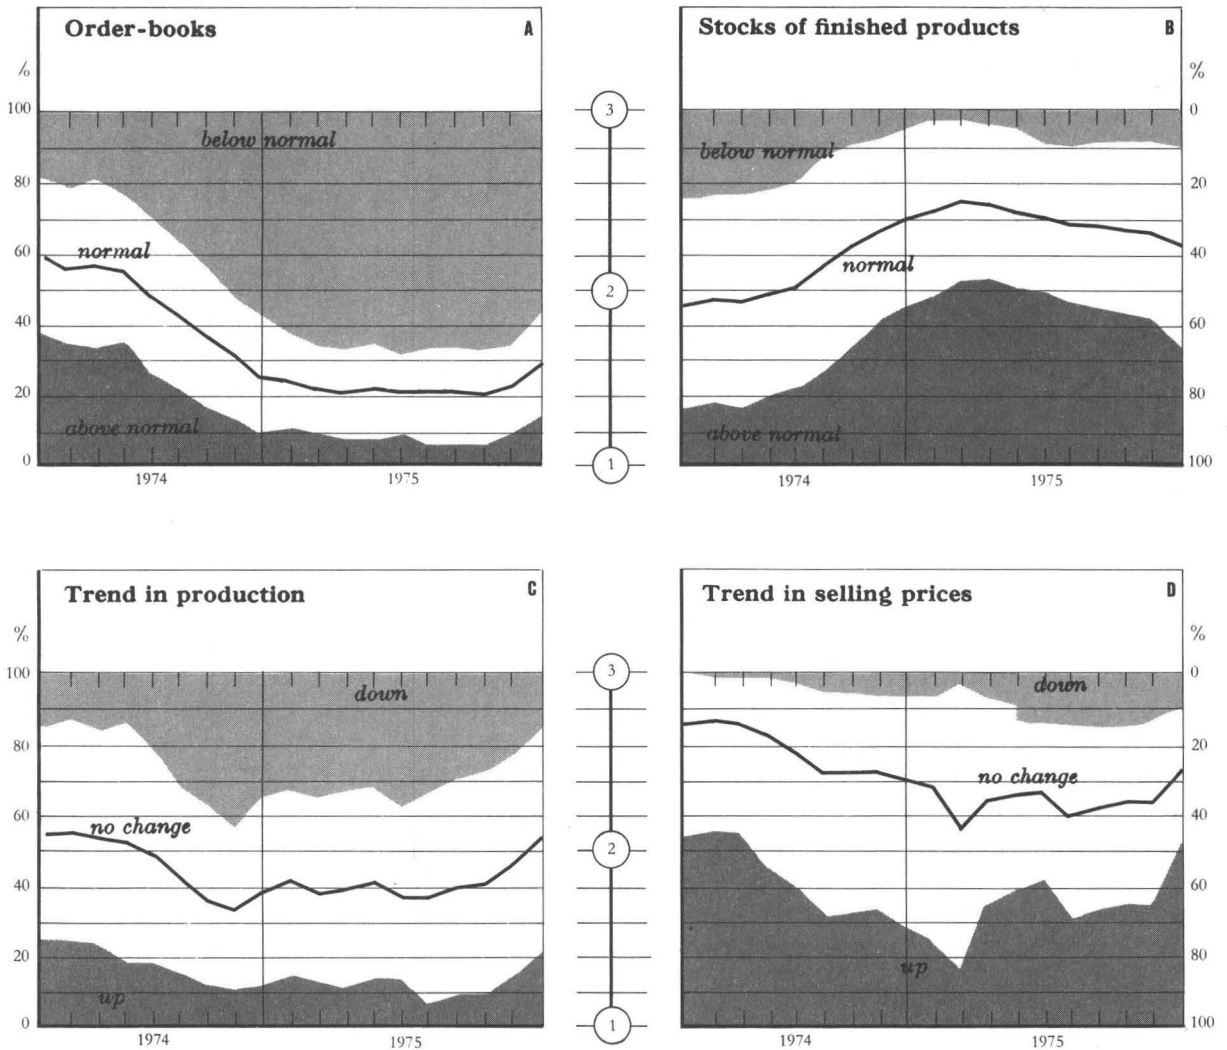 Order-books A
%
100
80
60
40
20
0
below normal
normal
above normal
1974 1975
3
2
1
Stocks of finished products B
%
0
20
40
60
80
100
below normal
normal
above normal
1974 1975
Trend in production C
%
100
80
60
40
20
0
down
no change
up
1974 1975
3
2
1
Trend in selling prices D
%
0
20
40
60
80
100
down
no change
up
1974 1975